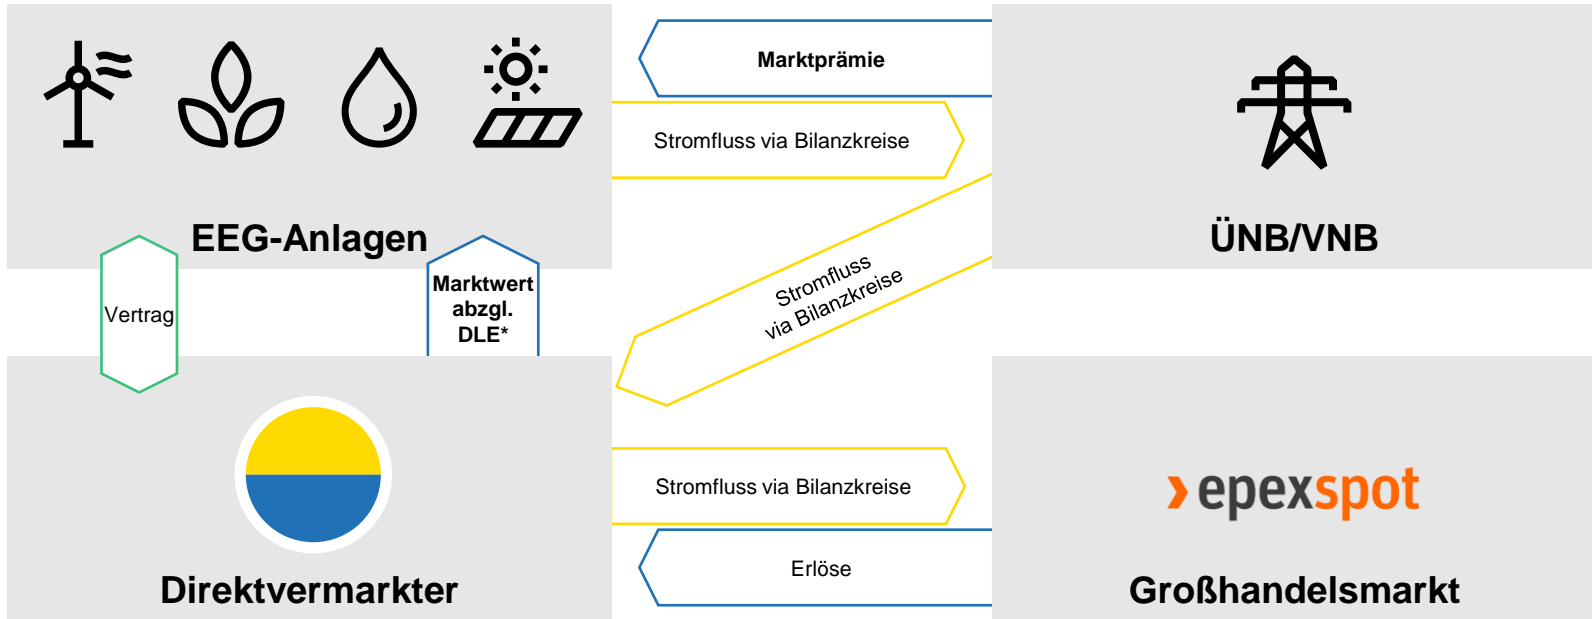 Marktprämie
Stromfluss via Bilanzkreise
EEG-Anlagen
ÜNB/VNB
Vertrag
Marktwert
abzgl.
DLE*
Stromfluss
via Bilanzkreise
Stromfluss via Bilanzkreise
epexspot
Erlöse
Direktvermarkter
Großhandelsmarkt